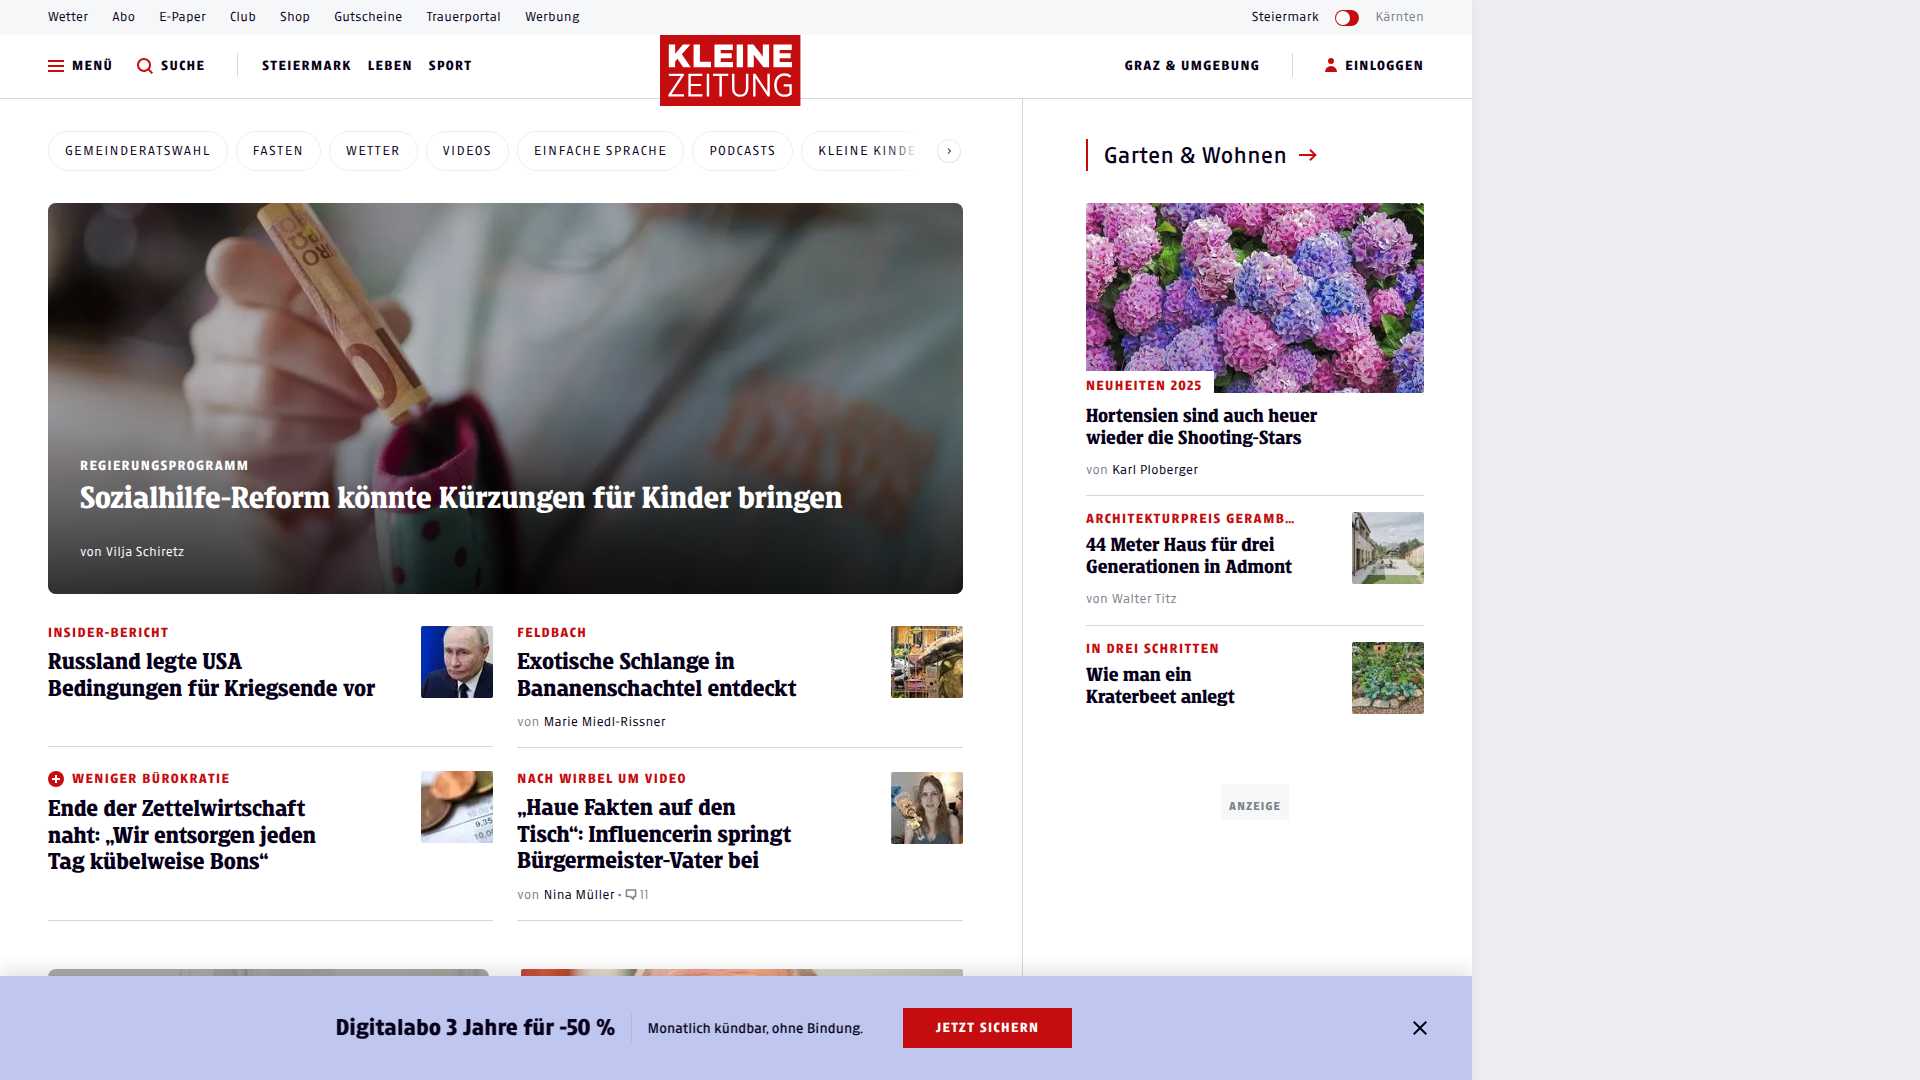 Wetter Abo E-Paper Club Shop Gutscheine Trauerportal Werbung Steiermark Kärnten
MENÜ SUCHE STEIERMARK LEBEN SPORT KLEINE ZEITUNG GRAZ & UMGEBUNG EINLOGGEN
GEMEINDERATSWAHL FASTEN WETTER VIDEOS EINFACHE SPRACHE PODCASTS KLEINE KINDE
REGIERUNGSPROGRAMM
Sozialhilfe-Reform könnte Kürzungen für Kinder bringen
von Vilja Schiretz
INSIDER-BERICHT
Russland legte USA
Bedingungen für Kriegsende vor
FELDBACH
Exotische Schlange in
Bananenschachtel entdeckt
von Marie Miedl-Rissner
WENIGER BÜROKRATIE
Ende der Zettelwirtschaft
naht: „Wir entsorgen jeden
Tag kübelweise Bons“
NACH WIRBEL UM VIDEO
„Haue Fakten auf den
Tisch“: Influencerin springt
Bürgermeister-Vater bei
von Nina Müller • 11
Garten & Wohnen
NEUHEITEN 2025
Hortensien sind auch heuer
wieder die Shooting-Stars
von Karl Ploberger
ARCHITEKTURPREIS GERAMB...
44 Meter Haus für drei
Generationen in Admont
von Walter Titz
IN DREI SCHRITTEN
Wie man ein
Kraterbeet anlegt
ANZEIGE
Digitalabo 3 Jahre für -50 % Monatlich kündbar, ohne Bindung. JETZT SICHERN